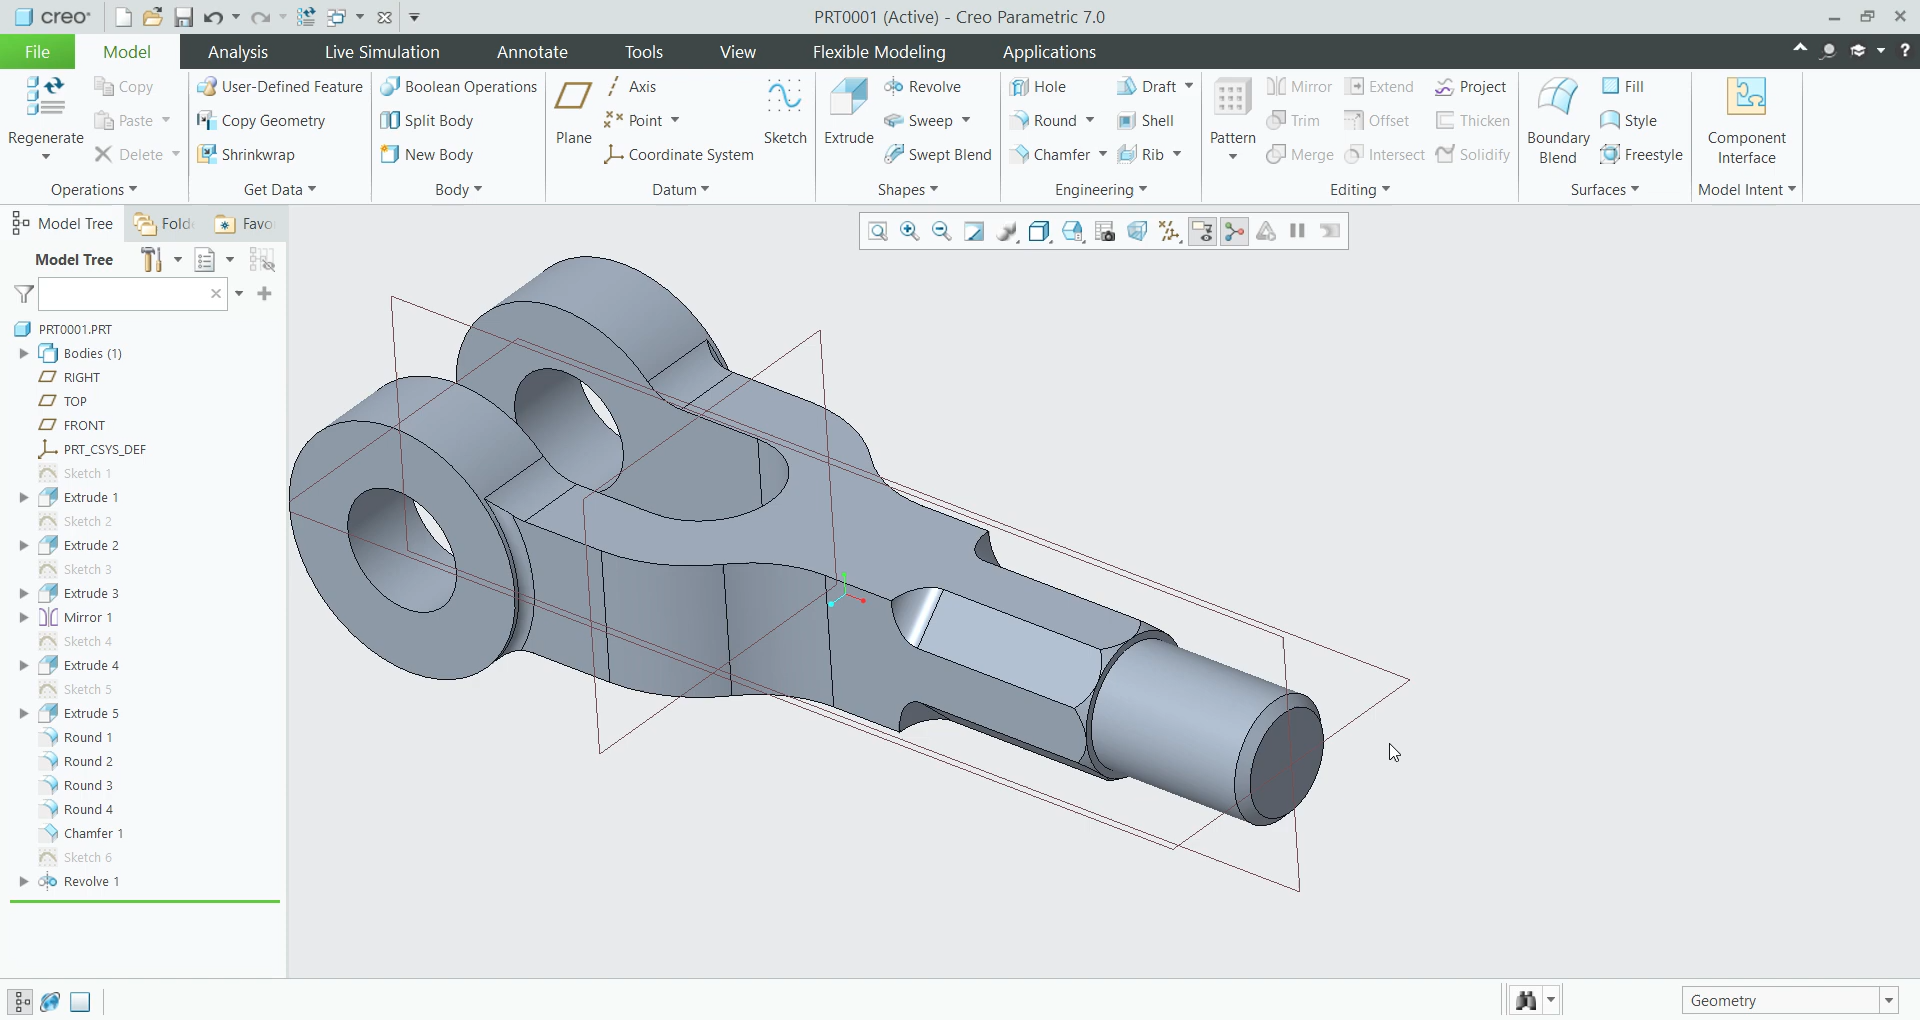 creo
PRT0001 (Active) - Creo Parametric 7.0
File Model Analysis Live Simulation Annotate Tools View Flexible Modeling Applications ?
Regenerate
Copy
Paste
Delete
Operations
User-Defined Feature
Copy Geometry
Shrinkwrap
Get Data
Boolean Operations
Split Body
New Body
Body
Plane
Axis
Point
Coordinate System
Sketch
Datum
Extrude
Revolve
Sweep
Swept Blend
Shapes
Hole
Round
Chamfer
Draft
Shell
Rib
Engineering
Pattern
Mirror
Trim
Merge
Extend
Offset
Intersect
Project
Thicken
Solidify
Editing
Boundary
Blend
Fill
Style
Freestyle
Surfaces
Component
Interface
Model Intent
Model Tree
Fold
Favo
Model Tree
PRT0001.PRT
Bodies (1)
RIGHT
TOP
FRONT
PRT_CSYS_DEF
Sketch 1
Extrude 1
Sketch 2
Extrude 2
Sketch 3
Extrude 3
Mirror 1
Sketch 4
Extrude 4
Sketch 5
Extrude 5
Round 1
Round 2
Round 3
Round 4
Chamfer 1
Sketch 6
Revolve 1
Geometry